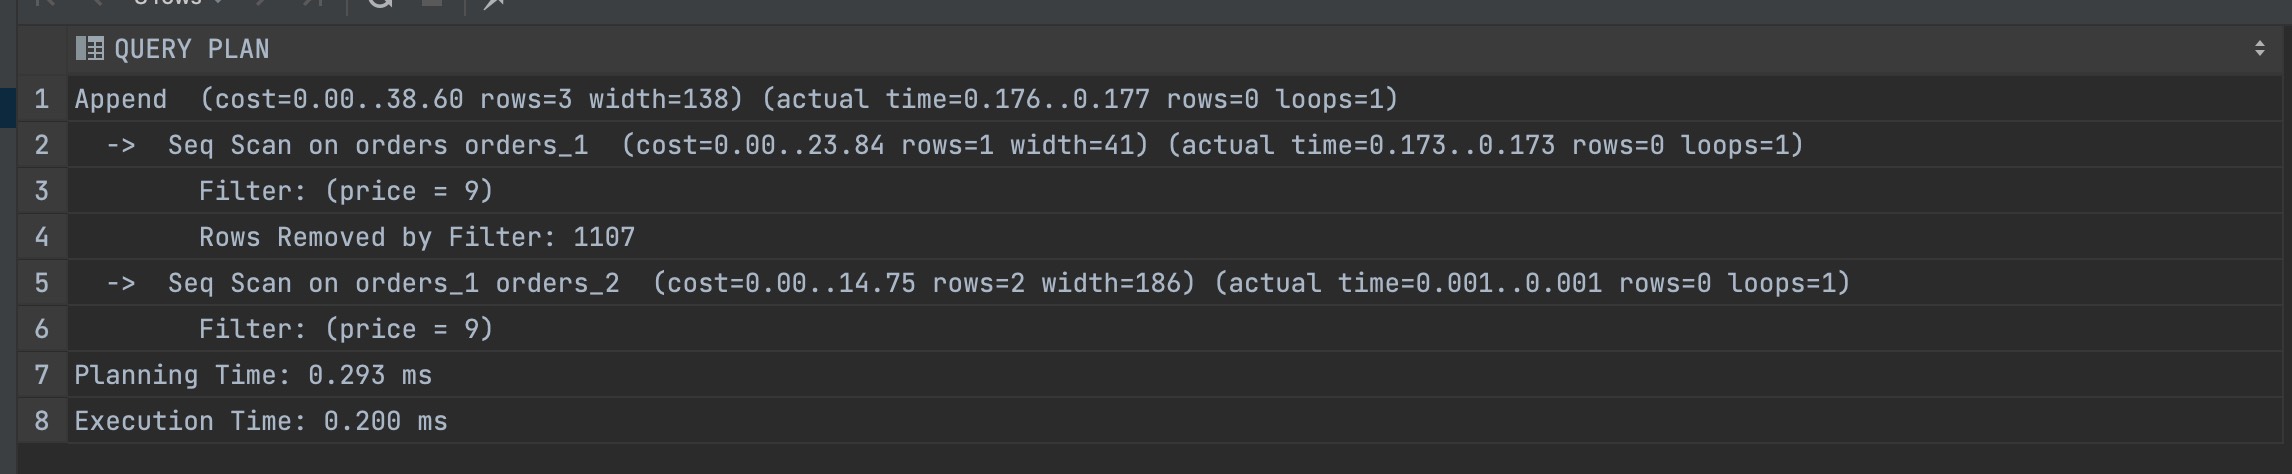 QUERY PLAN
1 Append  (cost=0.00..38.60 rows=3 width=138) (actual time=0.176..0.177 rows=0 loops=1)
2   ->  Seq Scan on orders orders_1  (cost=0.00..23.84 rows=1 width=41) (actual time=0.173..0.173 rows=0 loops=1)
3         Filter: (price = 9)
4         Rows Removed by Filter: 1107
5   ->  Seq Scan on orders_1 orders_2  (cost=0.00..14.75 rows=2 width=186) (actual time=0.001..0.001 rows=0 loops=1)
6         Filter: (price = 9)
7 Planning Time: 0.293 ms
8 Execution Time: 0.200 ms